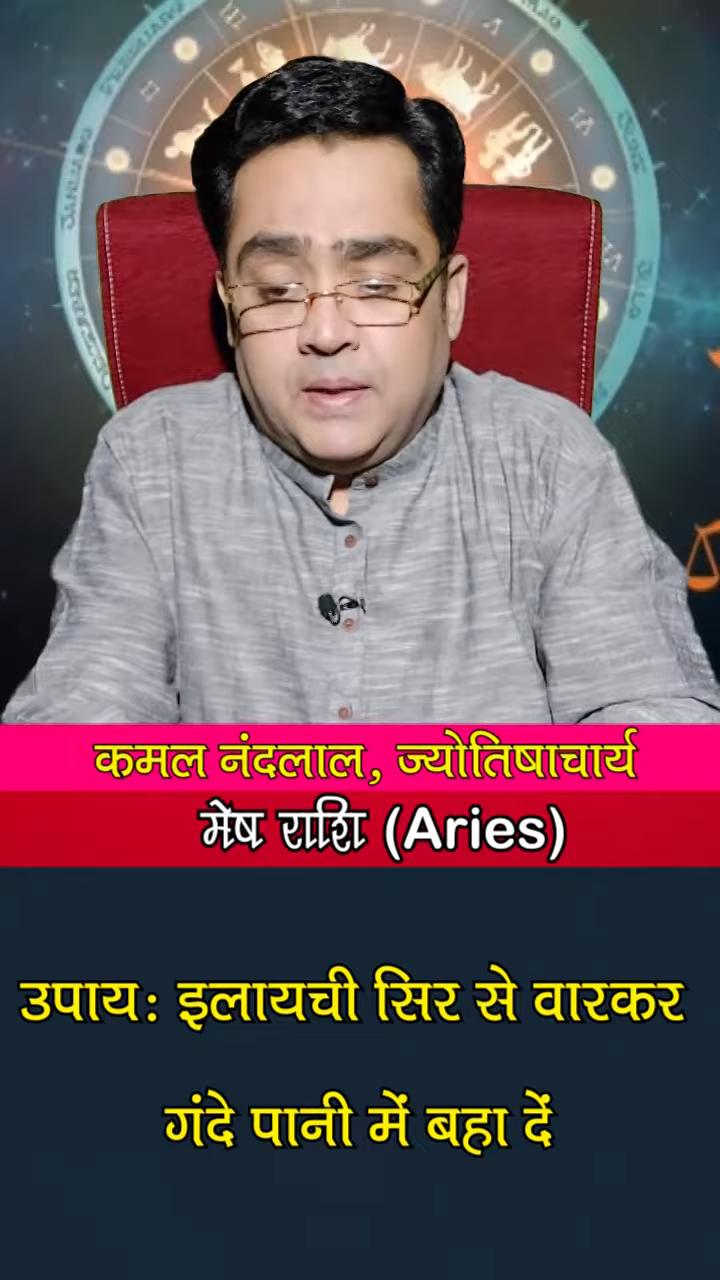 कमल नंदलाल, ज्योतिषाचार्य
मेष राशि (Aries)
उपाय: इलायची सिर से वारकर
गंदे पानी में बहा दें